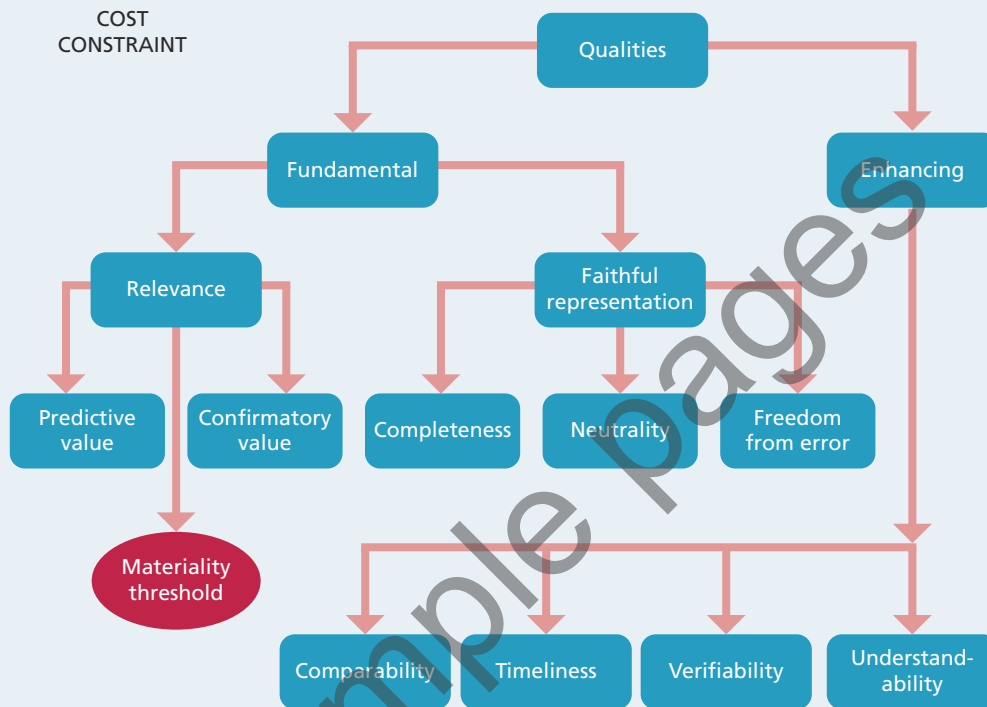 COST
CONSTRAINT
Qualities
Fundamental
Enhancing
Relevance
Faithful
representation
Predictive
value
Confirmatory
value
Completeness
Neutrality
Freedom
from error
Materiality
threshold
Comparability
Timeliness
Verifiability
Understand-
ability
mple pages